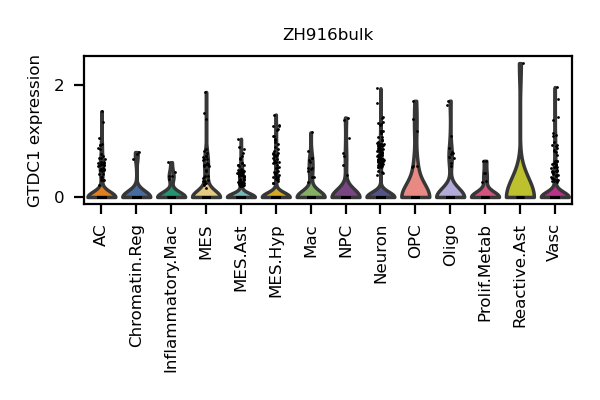 ZH916bulk
GTDC1 expression
2
0
AC
Chromatin.Reg
Inflammatory.Mac
MES
MES.Ast
MES.Hyp
Mac
NPC
Neuron
OPC
Oligo
Prolif.Metab
Reactive.Ast
Vasc